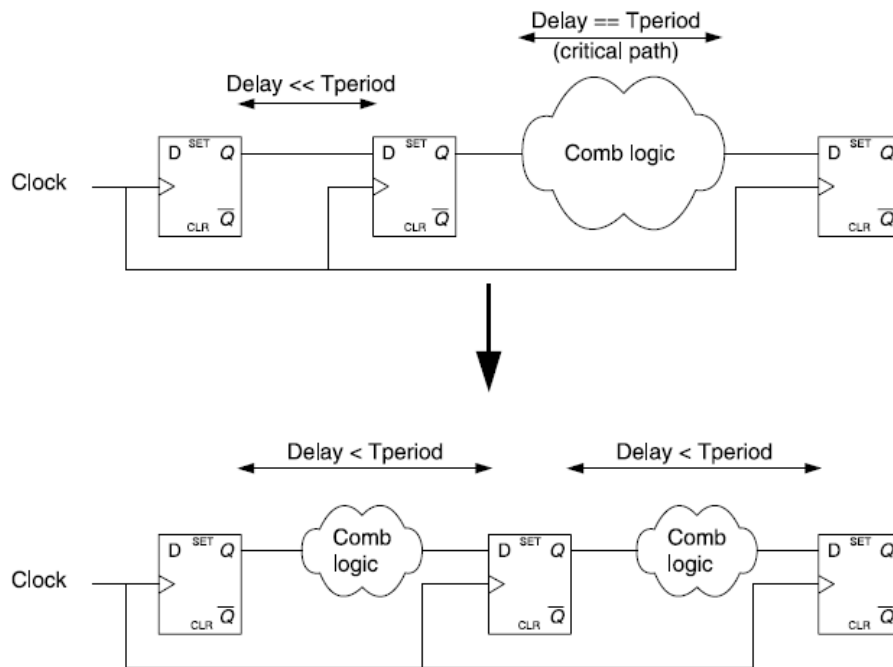 Delay == Tperiod
(critical path)
Delay << Tperiod
D SET Q
D SET Q
Comb logic
D SET Q
Clock
CLR Q̅
CLR Q̅
CLR Q̅
Delay < Tperiod
Delay < Tperiod
D SET Q
Comb
logic
D SET Q
Comb
logic
D SET Q
Clock
CLR Q̅
CLR Q̅
CLR Q̅